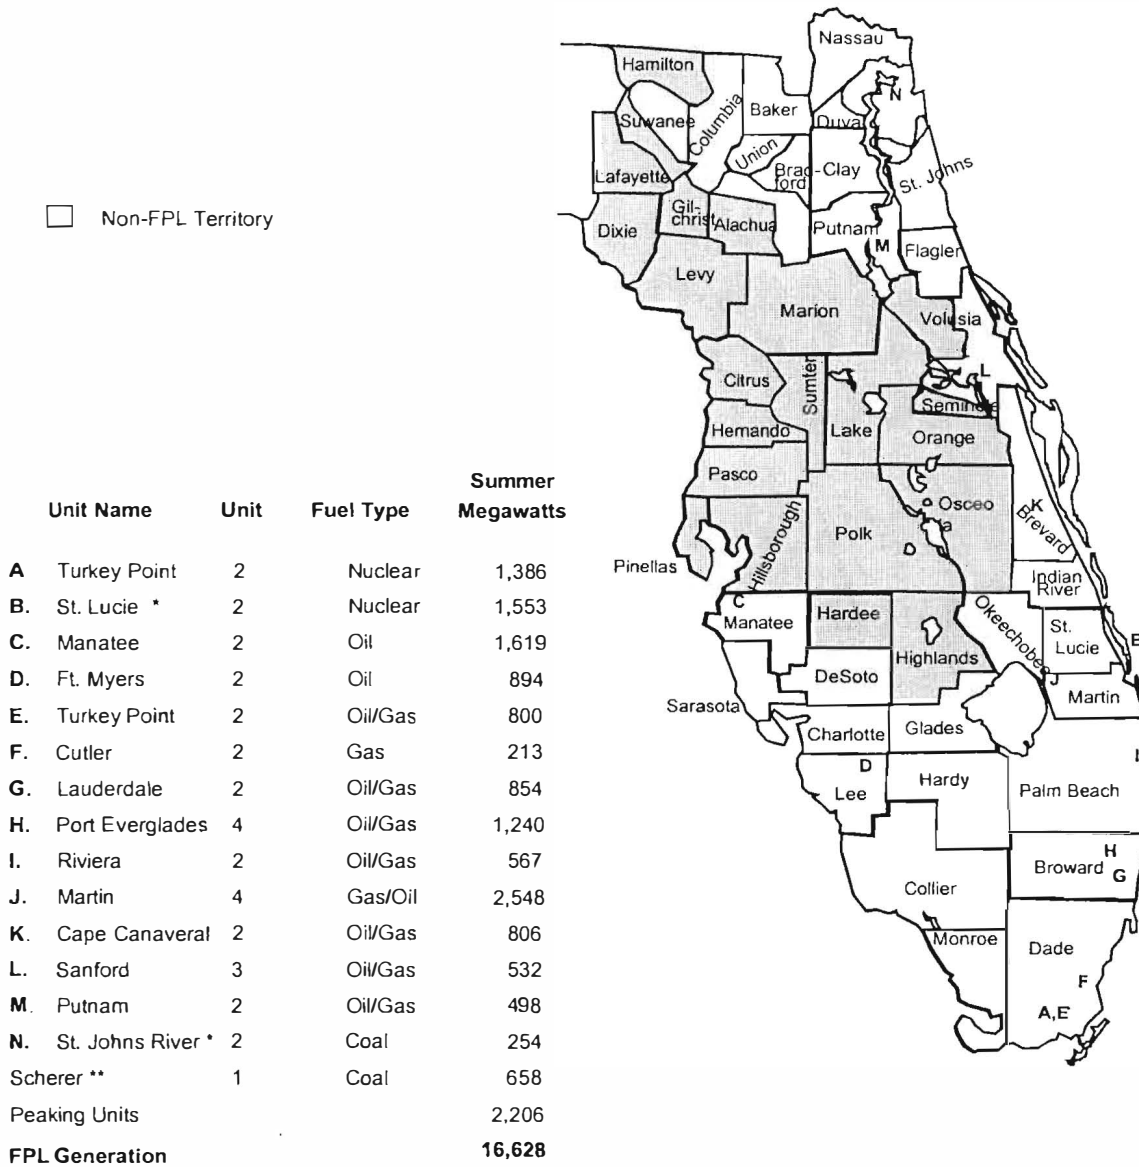 Non-FPL Territory
Unit Name Unit Fuel Type Summer Megawatts
A Turkey Point 2 Nuclear 1,386
B. St. Lucie * 2 Nuclear 1,553
C. Manatee 2 Oil 1,619
D. Ft. Myers 2 Oil 894
E. Turkey Point 2 Oil/Gas 800
F. Cutler 2 Gas 213
G. Lauderdale 2 Oil/Gas 854
H. Port Everglades 4 Oil/Gas 1,240
I. Riviera 2 Oil/Gas 567
J. Martin 4 Gas/Oil 2,548
K. Cape Canaveral 2 Oil/Gas 806
L. Sanford 3 Oil/Gas 532
M. Putnam 2 Oil/Gas 498
N. St. Johns River * 2 Coal 254
Scherer ** 1 Coal 658
Peaking Units 2,206
FPL Generation 16,628
Nassau
Hamilton
N
Baker
Columbia
Duval
Suwanee
Union
Brad-
ford
Clay
St. Johns
Lafayette
Gil-
christ
Alachua
Putnam
Dixie
M
Flagler
Levy
Marion
Volusia
L
Citrus
Sumter
Seminole
Hernando
Lake
Orange
Pasco
Osceo
la
K
Brevard
Polk
Hillsborough
Pinellas
Indian
River
C
Manatee
Hardee
Okeechobee
St.
Lucie
B
Highlands
DeSoto
J
Martin
Sarasota
Charlotte
Glades
D
Lee
Hardy
Palm Beach
Broward
H
G
Collier
Monroe
Dade
F
A,E